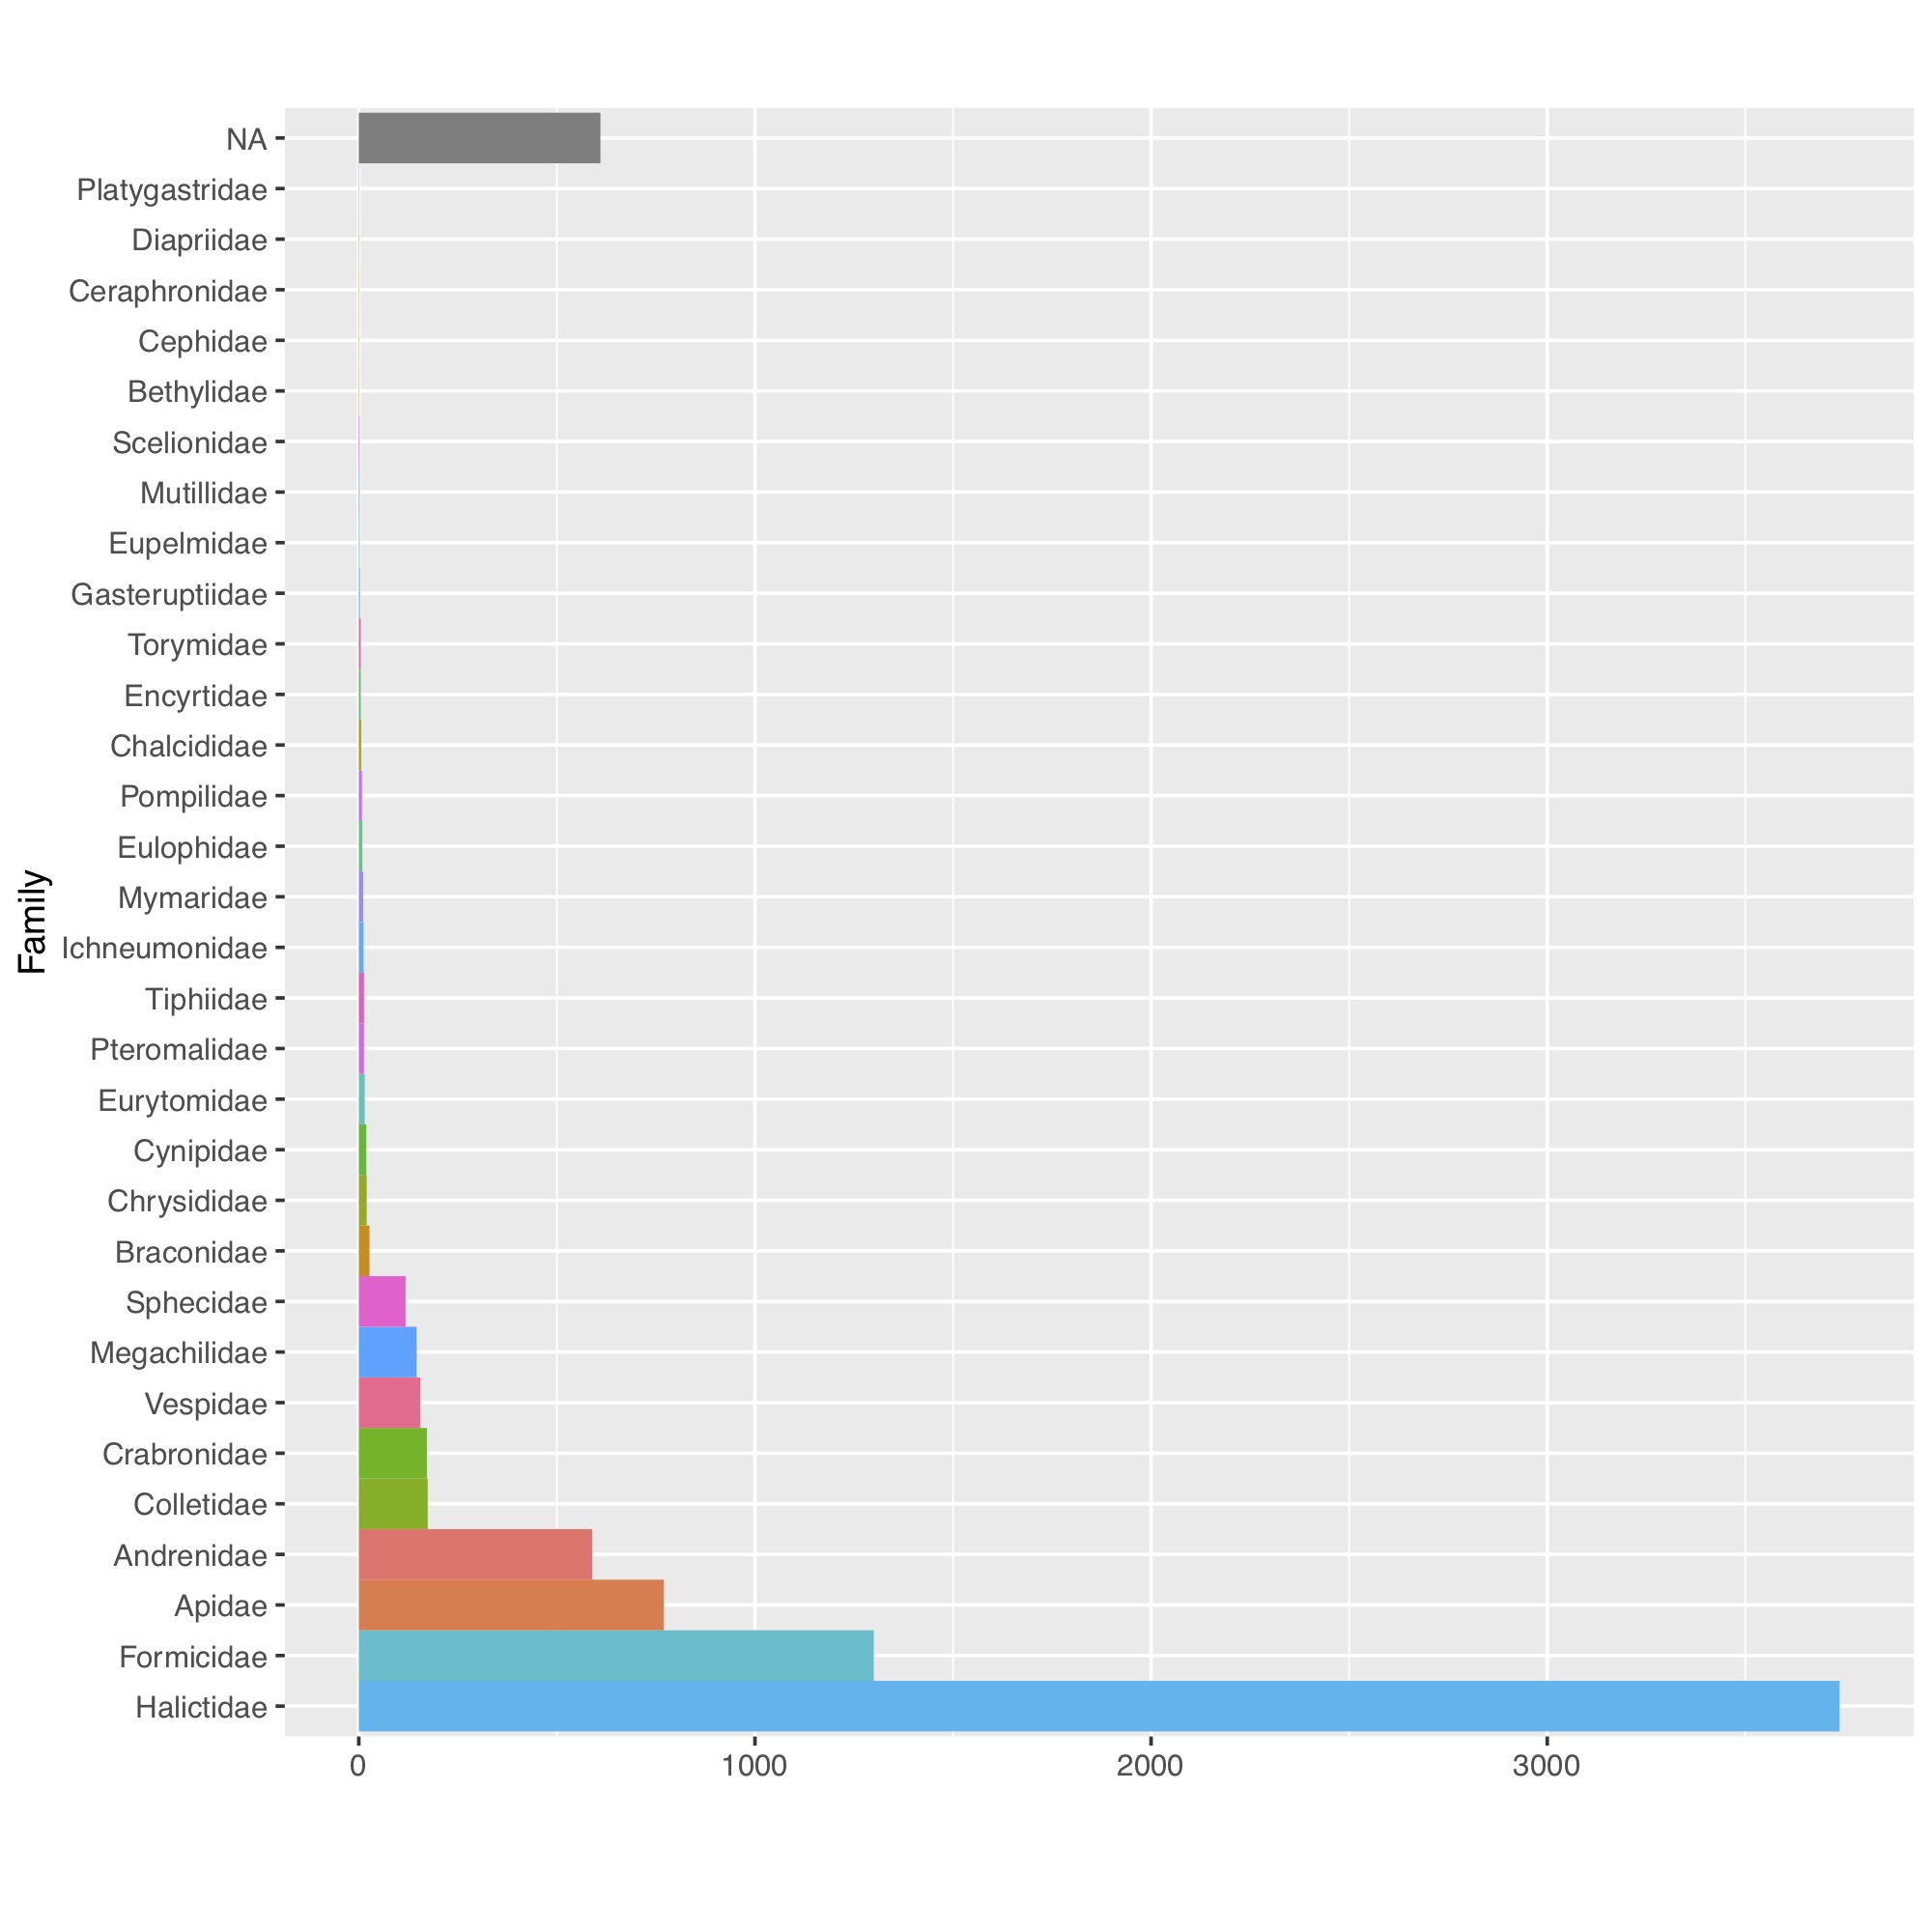 NA
Platygastridae
Diapriidae
Ceraphronidae
Cephidae
Bethylidae
Scelionidae
Mutillidae
Eupelmidae
Gasteruptiidae
Torymidae
Encyrtidae
Chalcididae
Pompilidae
Eulophidae
Mymaridae
Ichneumonidae
Tiphiidae
Pteromalidae
Eurytomidae
Cynipidae
Chrysididae
Braconidae
Sphecidae
Megachilidae
Vespidae
Crabronidae
Colletidae
Andrenidae
Apidae
Formicidae
Halictidae
Family
0 1000 2000 3000